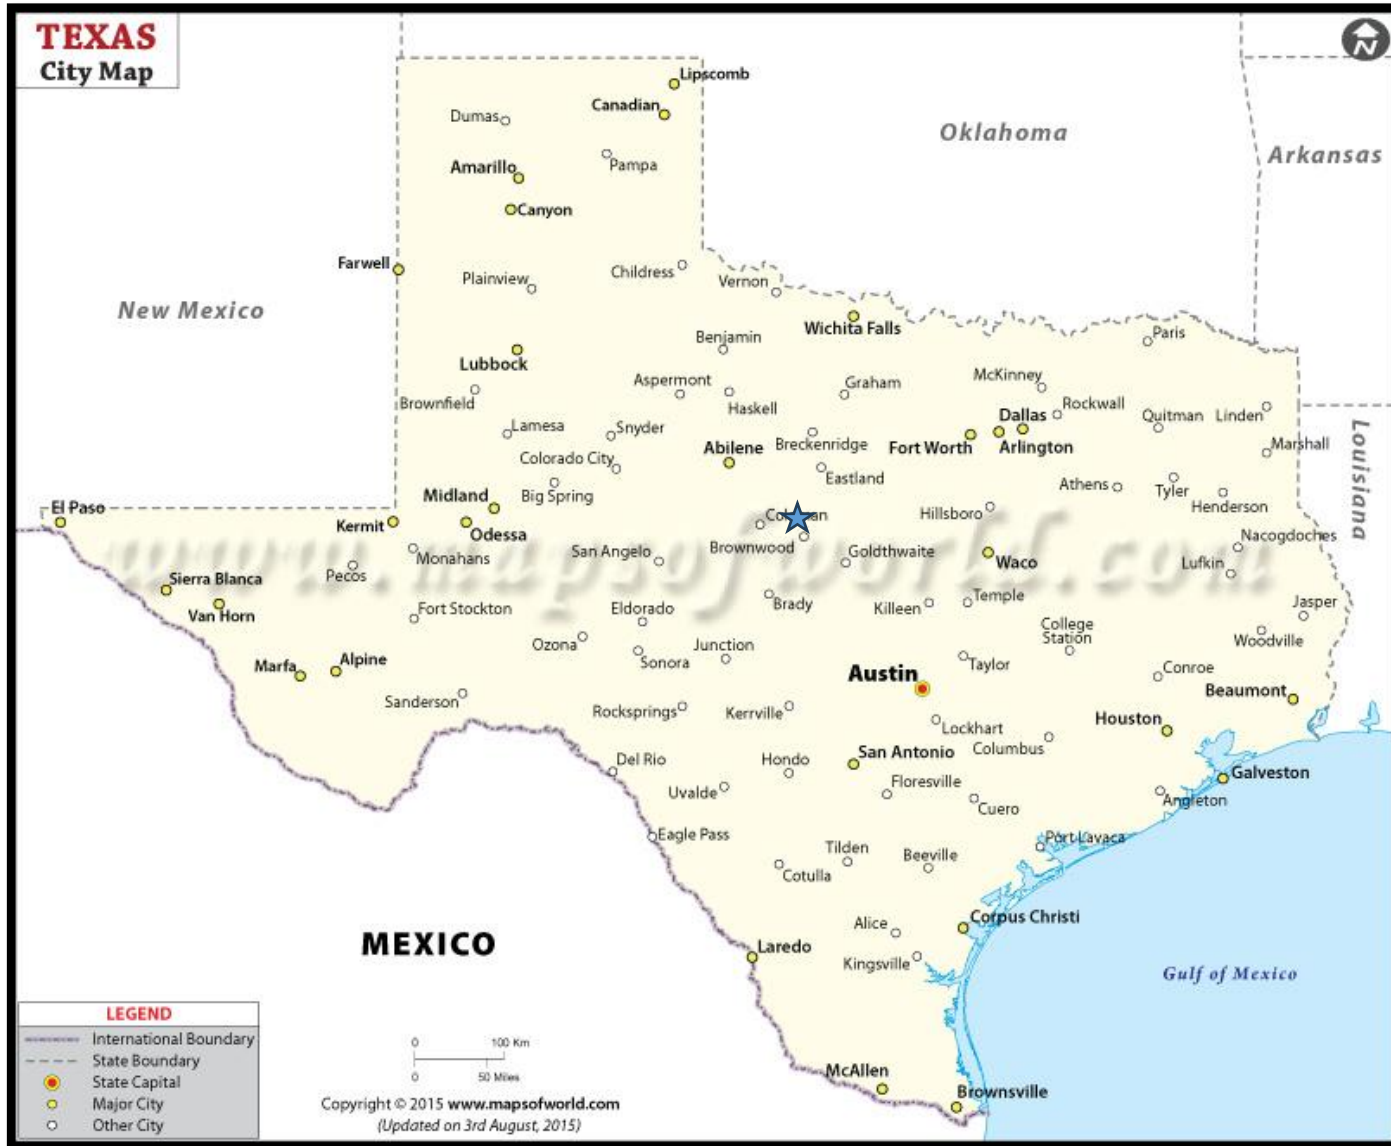 TEXAS
City Map
N
Lipscomb
Canadian
Dumas
Oklahoma
Arkansas
Pampa
Amarillo
Canyon
Farwell
Childress
Plainview
Vernon
New Mexico
Wichita Falls
Benjamin
Paris
Lubbock
Aspermont
Graham
McKinney
Brownfield
Haskell
Dallas
Rockwall
Quitman
Linden
Lamesa
Snyder
Breckenridge
Abilene
Fort Worth
Arlington
Marshall
Louisiana
Colorado City
Eastland
Big Spring
Athens
Tyler
Midland
Henderson
El Paso
Kermit
Odessa
Hillsboro
Nacogdoches
www.mapsofworld.com
Monahans
San Angelo
Brownwood
Goldthwaite
Waco
Lufkin
Pecos
Sierra Blanca
Van Horn
Fort Stockton
Eldorado
Brady
Killeen
Temple
Jasper
College
Station
Woodville
Ozona
Sonora
Junction
Marfa
Alpine
Austin
Taylor
Conroe
Sanderson
Beaumont
Rocksprings
Kerrville
Lockhart
Houston
Columbus
Del Rio
Hondo
San Antonio
Galveston
Uvalde
Floresville
Cuero
Angleton
Eagle Pass
Port Lavaca
Tilden
Beeville
Cotulla
Alice
Corpus Christi
MEXICO
Laredo
Kingsville
Gulf of Mexico
LEGEND
International Boundary
State Boundary
State Capital
Major City
Other City
0 100 Km
0 50 Miles
McAllen
Brownsville
Copyright © 2015 www.mapsofworld.com
(Updated on 3rd August, 2015)